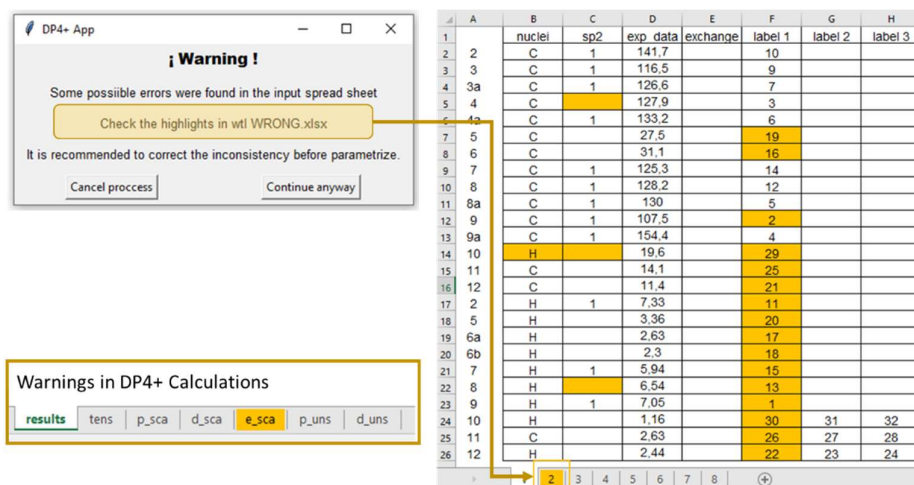 DP4+ App
¡ Warning !
Some possiible errors were found in the input spread sheet
Check the highlights in wtl WRONG.xlsx
It is recommended to correct the inconsistency before parametrize.
Cancel proccess Continue anyway
Warnings in DP4+ Calculations
results tens p_sca d_sca e_sca p_uns d_uns
A B C D E F G H
1 nuclei sp2 exp_data exchange label 1 label 2 label 3
2 2 C 1 141,7 10
3 3 C 1 116,5 9
4 3a C 1 126,6 7
5 4 C 127,9 3
6 4a C 1 133,2 6
7 5 C 27,5 19
8 6 C 31,1 16
9 7 C 1 125,3 14
10 8 C 1 128,2 12
11 8a C 1 130 5
12 9 C 1 107,5 2
13 9a C 1 154,4 4
14 10 H 19,6 29
15 11 C 14,1 25
16 12 C 11,4 21
17 2 H 1 7,33 11
18 5 H 3,36 20
19 6a H 2,63 17
20 6b H 2,3 18
21 7 H 1 5,94 15
22 8 H 6,54 13
23 9 H 1 7,05 1
24 10 H 1,16 30 31 32
25 11 C 2,63 26 27 28
26 12 H 2,44 22 23 24
2 3 4 5 6 7 8